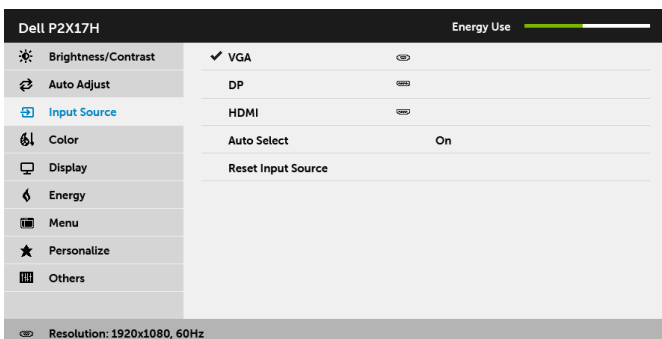 Dell P2X17H Energy Use
Brightness/Contrast VGA
Auto Adjust DP
Input Source HDMI
Color Auto Select On
Display Reset Input Source
Energy
Menu
Personalize
Others
Resolution: 1920x1080, 60Hz